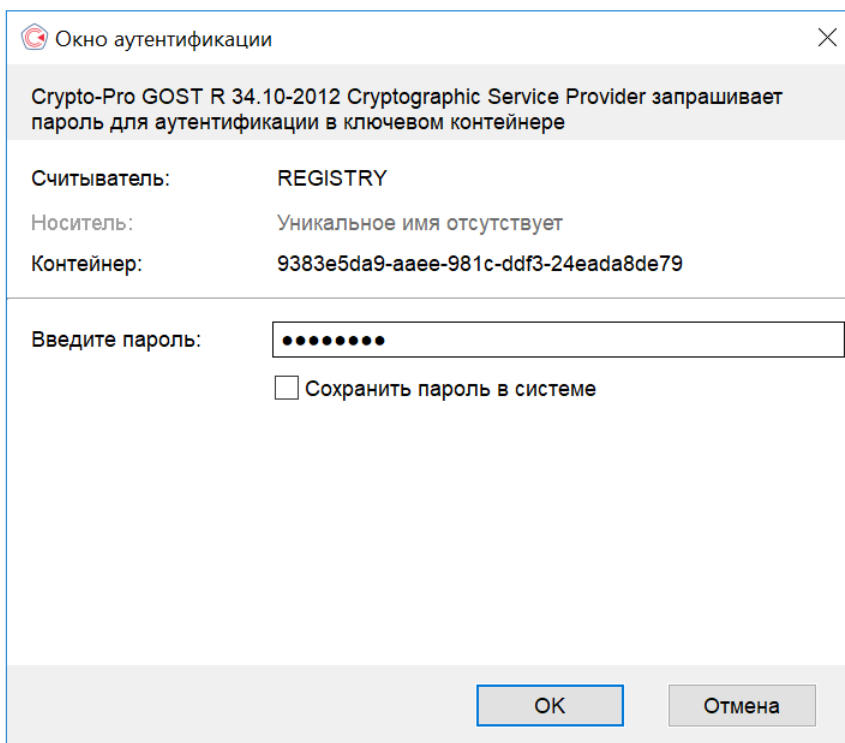 Окно аутентификации
Crypto-Pro GOST R 34.10-2012 Cryptographic Service Provider запрашивает
пароль для аутентификации в ключевом контейнере
Считыватель: REGISTRY
Носитель: Уникальное имя отсутствует
Контейнер: 9383e5da9-aaee-981c-ddf3-24eada8de79
Введите пароль: ●●●●●●●●
Сохранить пароль в системе
OK Отмена